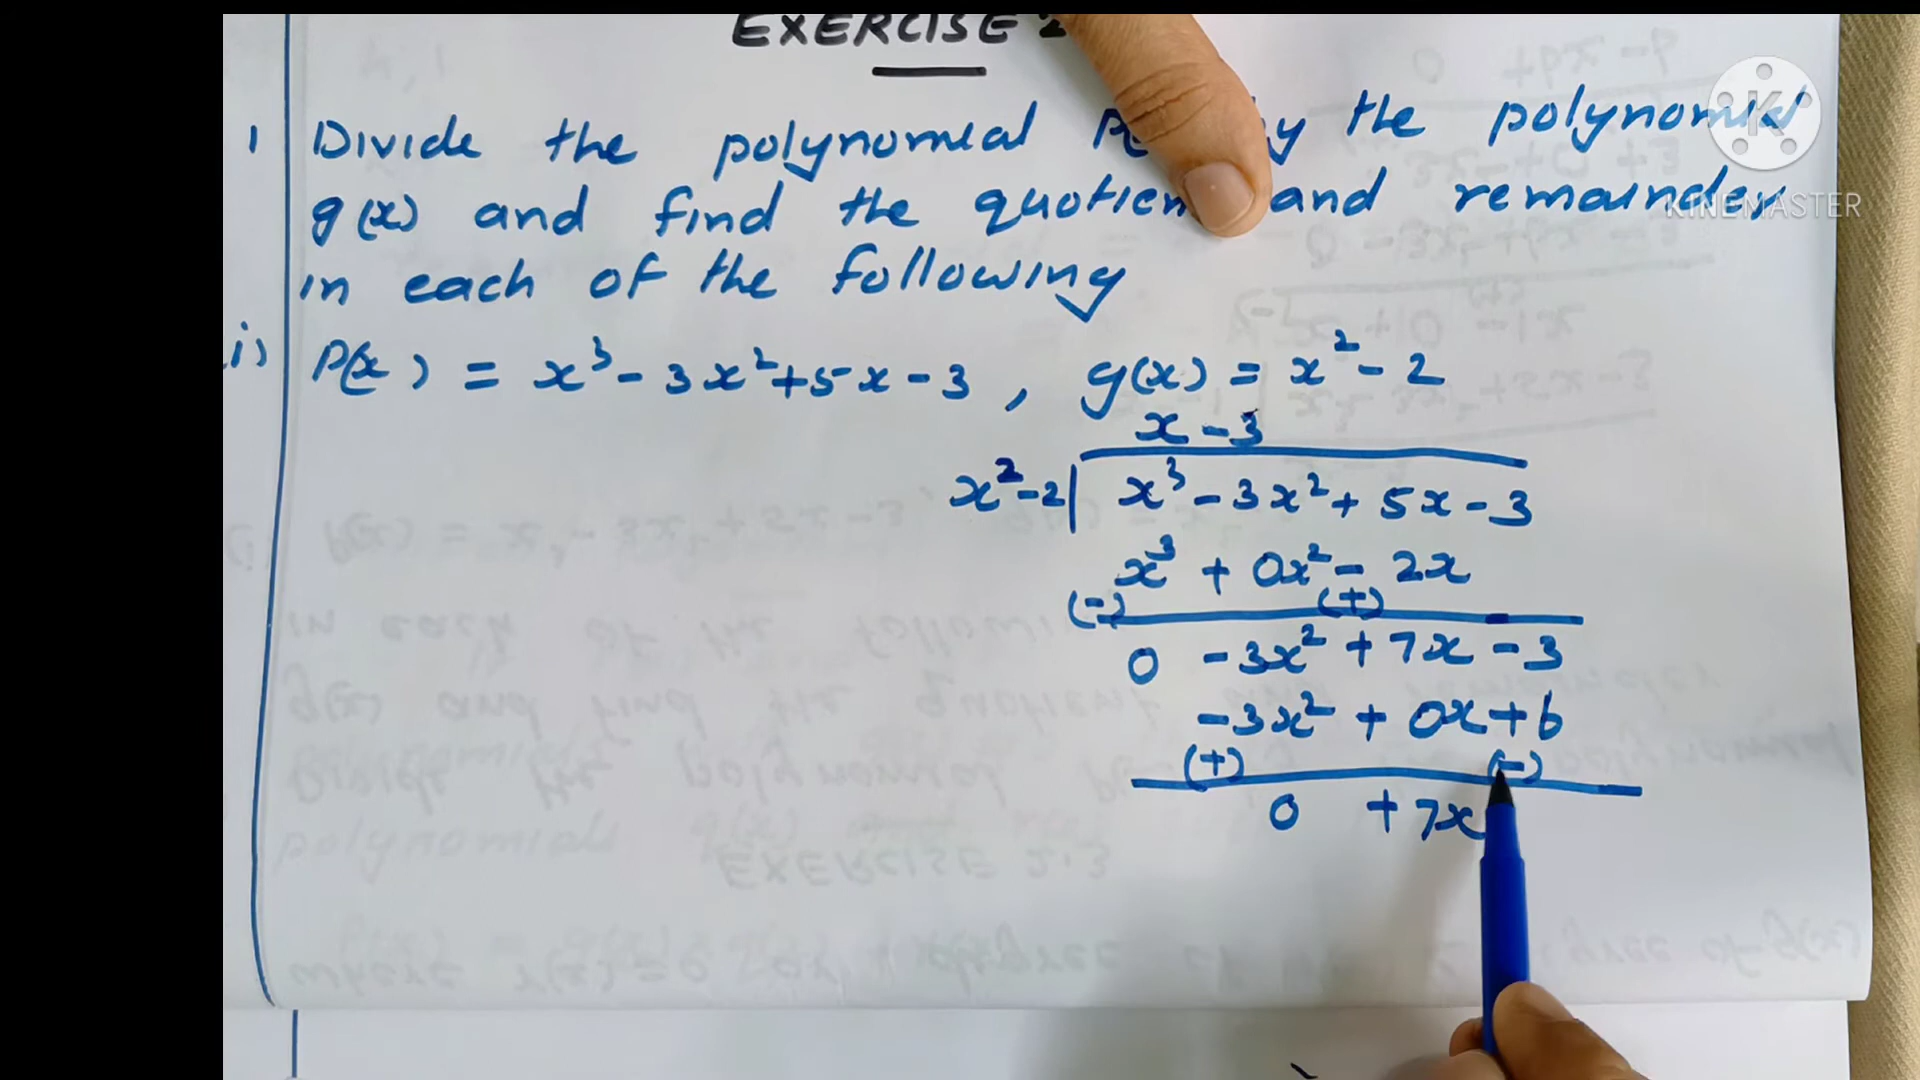 EXERCISE 2
1 Divide the polynomial P( by the polynomial
g(x) and find the quotien and remainder
in each of the following
i) P(x) = x³ - 3x² + 5x - 3, g(x) = x² - 2
x - 3
x² - 2 | x³ - 3x² + 5x - 3
x³ + 0x² - 2x
(-) (+)
0 - 3x² + 7x - 3
- 3x² + 0x + 6
(+) (-)
0 + 7x
K
KINEMASTER